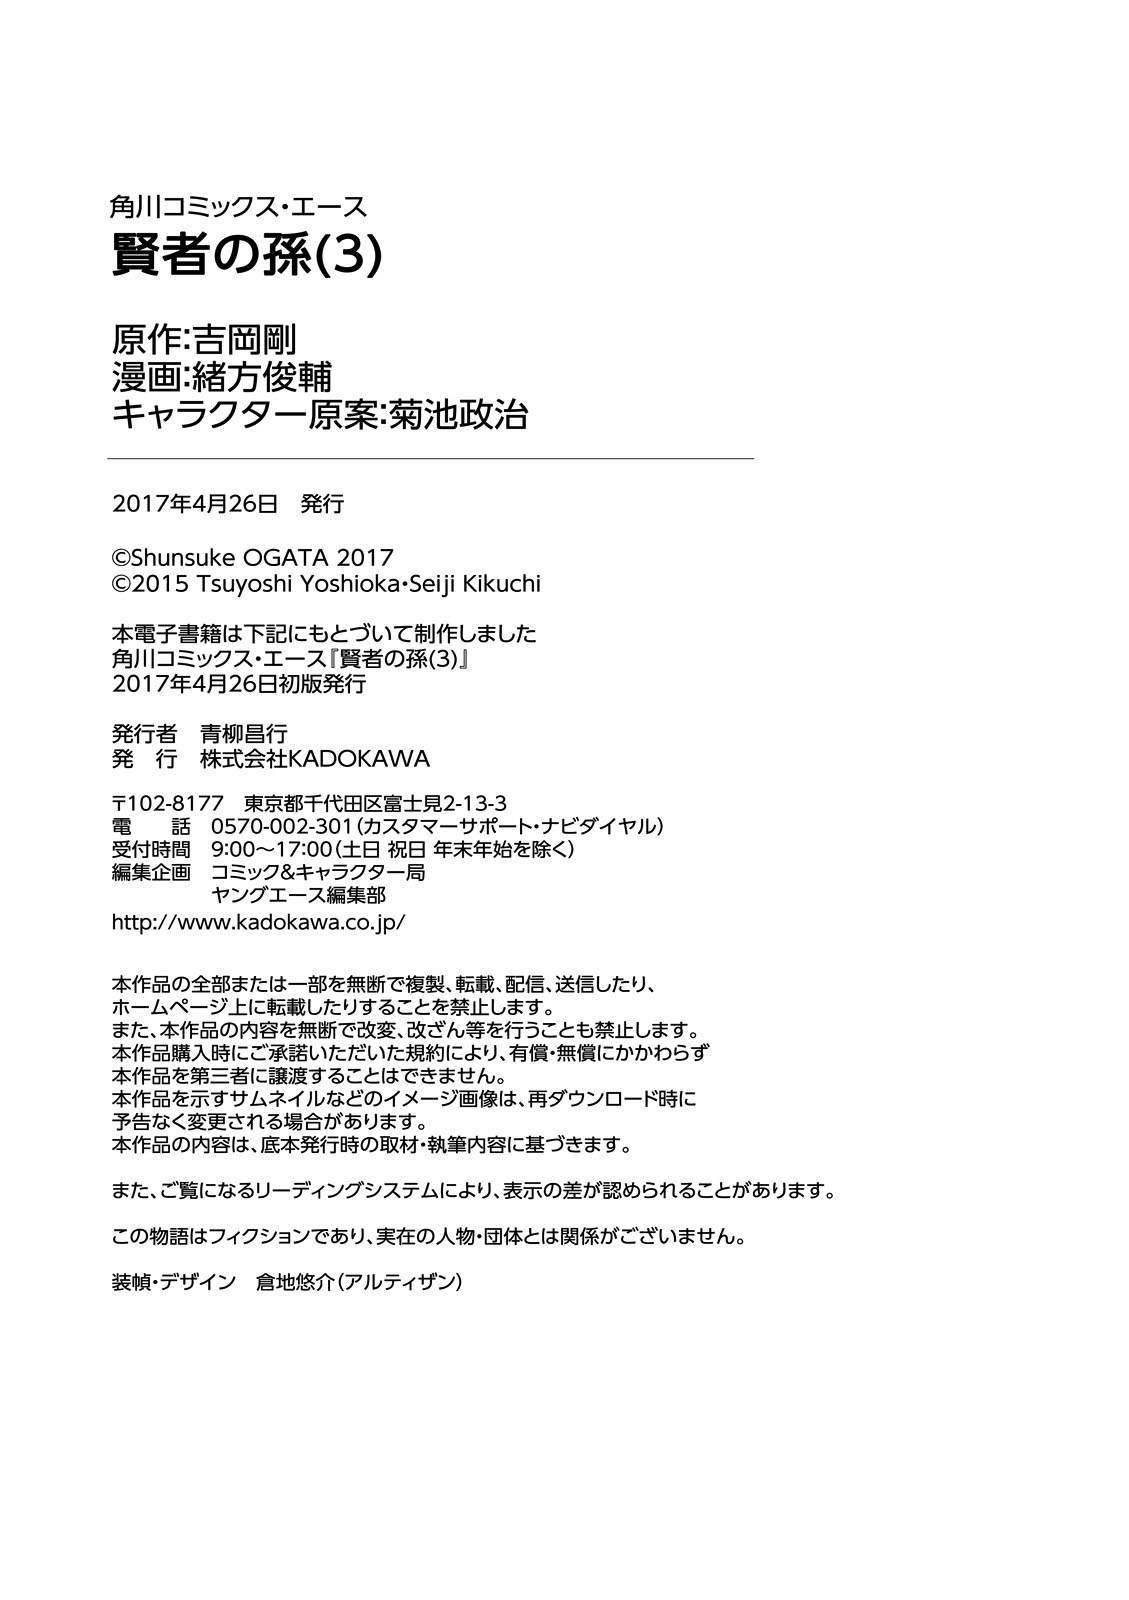 角川コミックス・エース
賢者の孫(3)
原作:吉岡剛
漫画:緒方俊輔
キャラクター原案:菊池政治
2017年4月26日　発行
©Shunsuke OGATA 2017
©2015 Tsuyoshi Yoshioka・Seiji Kikuchi
本電子書籍は下記にもとづいて制作しました
角川コミックス・エース『賢者の孫(3)』
2017年4月26日初版発行
発行者　青柳昌行
発　行　株式会社KADOKAWA
〒102-8177　東京都千代田区富士見2-13-3
電　　話　0570-002-301(カスタマーサポート・ナビダイヤル)
受付時間　9:00～17:00(土日 祝日 年末年始を除く)
編集企画　コミック&キャラクター局
ヤングエース編集部
http://www.kadokawa.co.jp/
本作品の全部または一部を無断で複製、転載、配信、送信したり、
ホームページ上に転載したりすることを禁止します。
また、本作品の内容を無断で改変、改ざん等を行うことも禁止します。
本作品購入時にご承諾いただいた規約により、有償・無償にかかわらず
本作品を第三者に譲渡することはできません。
本作品を示すサムネイルなどのイメージ画像は、再ダウンロード時に
予告なく変更される場合があります。
本作品の内容は、底本発行時の取材・執筆内容に基づきます。
また、ご覧になるリーディングシステムにより、表示の差が認められることがあります。
この物語はフィクションであり、実在の人物・団体とは関係がございません。
装幀・デザイン　倉地悠介(アルティザン)